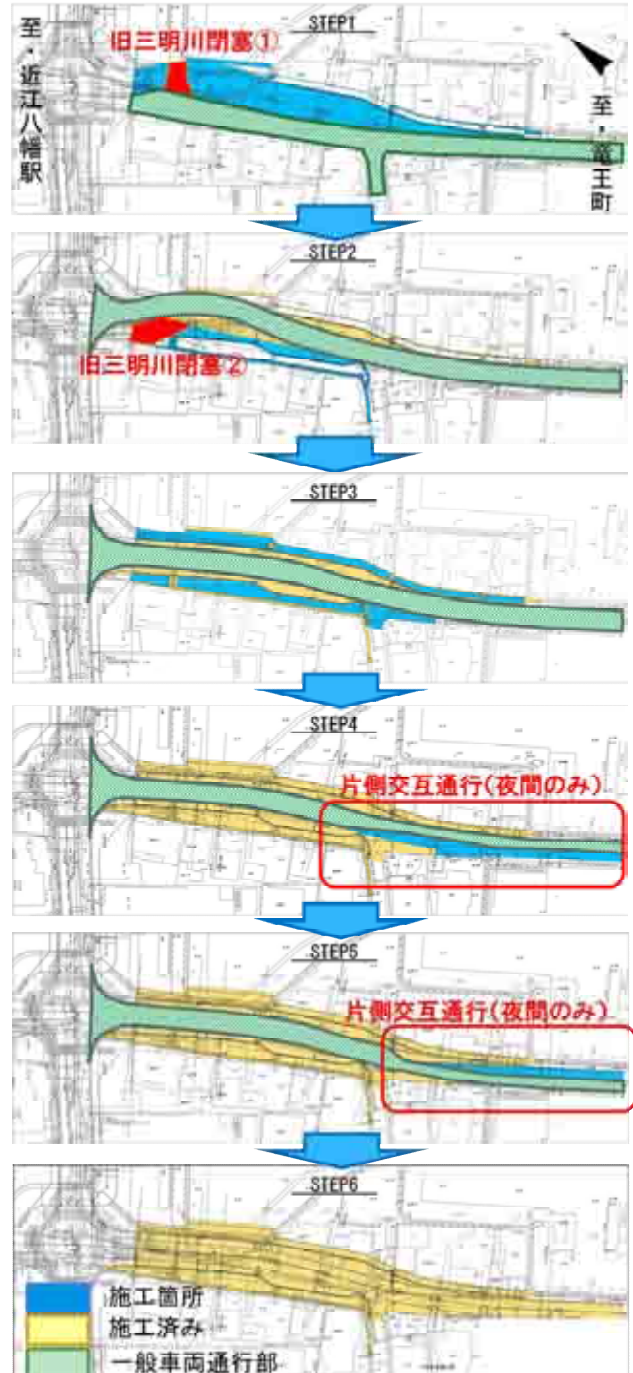 STEP1
旧三明川閉塞①
至・近江八幡駅
至・竜王町
STEP2
旧三明川閉塞②
STEP3
STEP4
片側交互通行(夜間のみ)
STEP5
片側交互通行(夜間のみ)
STEP6
施工箇所
施工済み
一般車両通行部